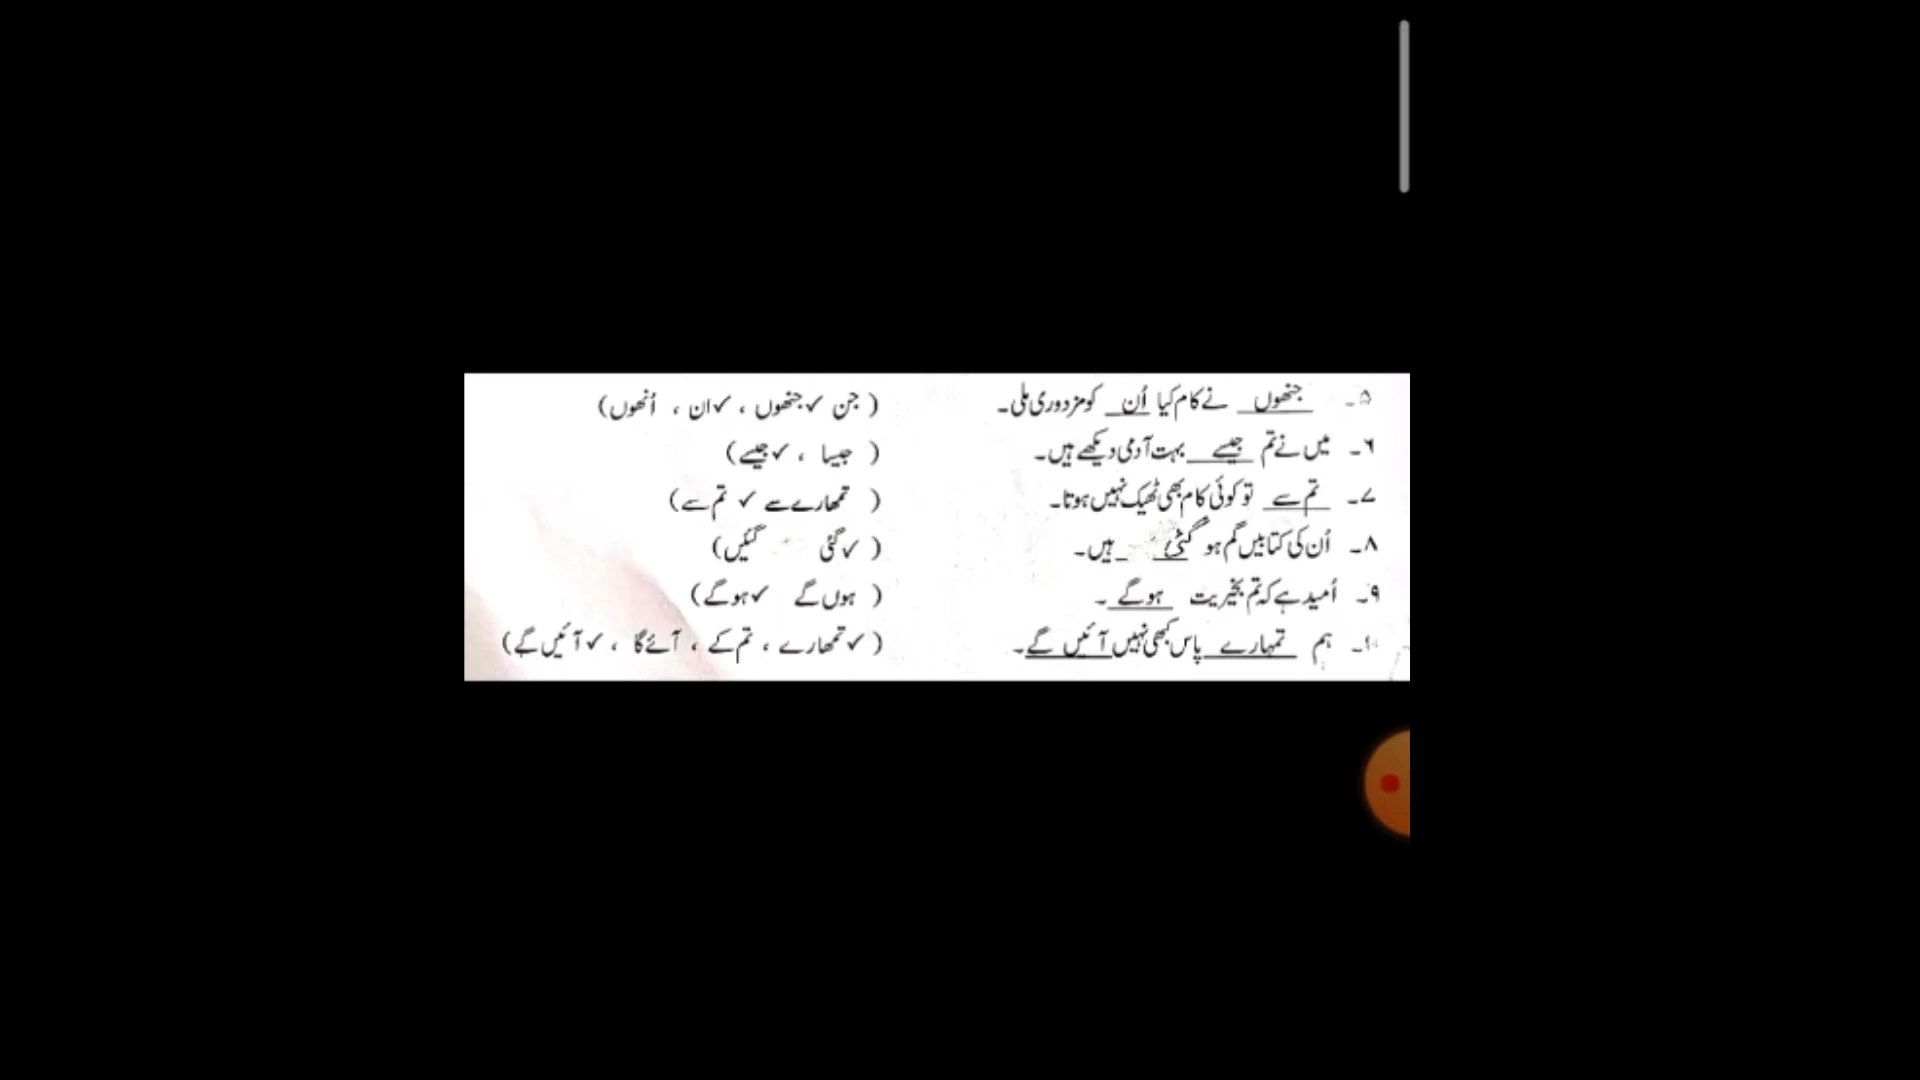 ۵۔ جنھوں نے کام کیا اُن کو مزدوری ملی۔ ( جن ✓جنھوں ، ✓ان ، اُنھوں)
۶۔ میں نے تم جیسے بہت آدمی دیکھے ہیں۔ ( جیسا ، ✓جیسے)
۷۔ تم سے تو کوئی کام بھی ٹھیک نہیں ہوتا۔ ( تمھارے سے ✓ تم سے)
۸۔ اُن کی کتابیں گم ہو گئی ہیں۔ ( ✓گئی گئیں)
۹۔ اُمید ہے کہ تم بخیریت ہوگے ۔ ( ہوں گے ✓ہوگے)
۱۰۔ ہم تمہارے پاس کبھی نہیں آئیں گے۔ ( ✓تمھارے ، تم کے ، آئے گا ، ✓آئیں گے)